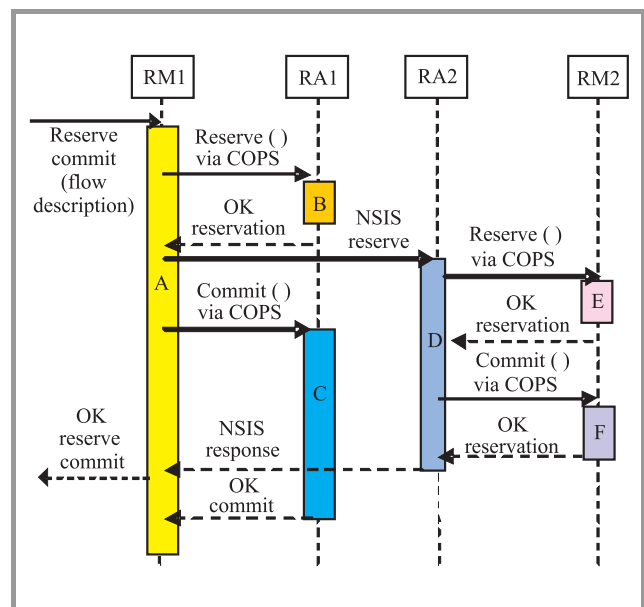 RM1
RA1
RA2
RM2
Reserve
commit
(flow
description)
Reserve ( )
via COPS
B
OK
reservation
NSIS
reserve
Reserve ( )
via COPS
A
E
Commit ( )
via COPS
OK
reservation
D
Commit ( )
via COPS
C
OK
reserve
commit
NSIS
response
OK
reservation
F
OK
commit